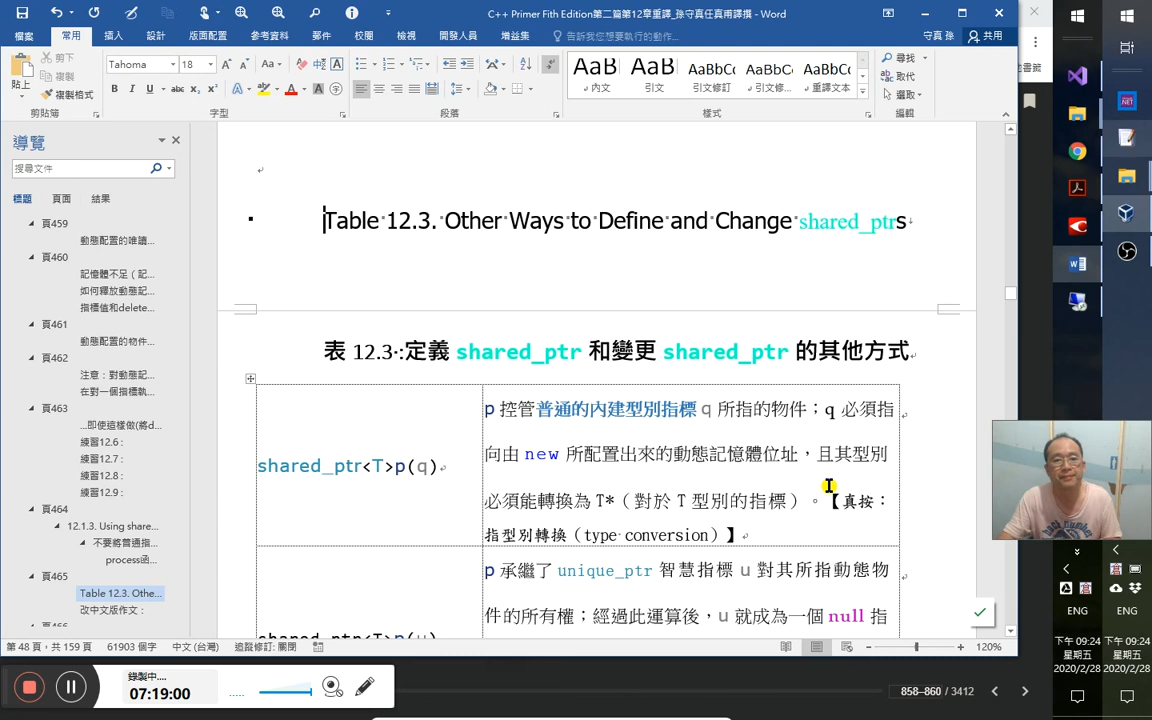 C++ Primer Fith Edition第二篇第12章重譯_孫守真任真甫譯撰 - Word
檔案
常用
插入
設計
版面配置
參考資料
郵件
校閱
檢視
開發人員
增益集
告訴我您想要執行的動作...
守真 孫
共用
貼上
剪下
複製
複製格式
剪貼簿
Tahoma
18
字型
段落
AaB
AaB
AaBbCc
AaBbC
AaBbCc
內文
引文
引文修訂
引文修...
重譯文本
樣式
尋找
取代
選取
編輯
導覽
搜尋文件
標題
頁面
結果
頁459
動態配置的唯讀...
頁460
記憶體不足（記...
如何釋放動態記...
指標值和delete...
頁461
動態配置的物件...
頁462
注意：對動態記...
在對一個指標執...
頁463
...即使這樣做(將d...
練習12.6 :
練習12.7 :
練習12.8 :
練習12.9 :
頁464
12.1.3. Using share...
不要將普通指...
process函...
頁465
Table 12.3. Othe...
改中文版作文：
Table 12.3. Other Ways to Define and Change shared_ptrs
表 12.3 :定義 shared_ptr 和變更 shared_ptr 的其他方式
shared_ptr<T>p(q)
p 控管普通的內建型別指標 q 所指的物件；q 必須指
向由 new 所配置出來的動態記憶體位址，且其型別
必須能轉換為 T*（對於 T 型別的指標）。【真按：
指型別轉換（type conversion）】
p 承繼了 unique_ptr 智慧指標 u 對其所指動態物
件的所有權；經過此運算後，u 就成為一個 null 指
shared_ptr<T>p(u)
第 48 頁，共 159 頁
61903 個字
中文 (台灣)
追蹤修訂: 關閉
120%
錄製中....
07:19:00
858–860 / 3412
ENG
ENG
下午 09:24
星期五
2020/2/28
下午 09:24
星期五
2020/2/28